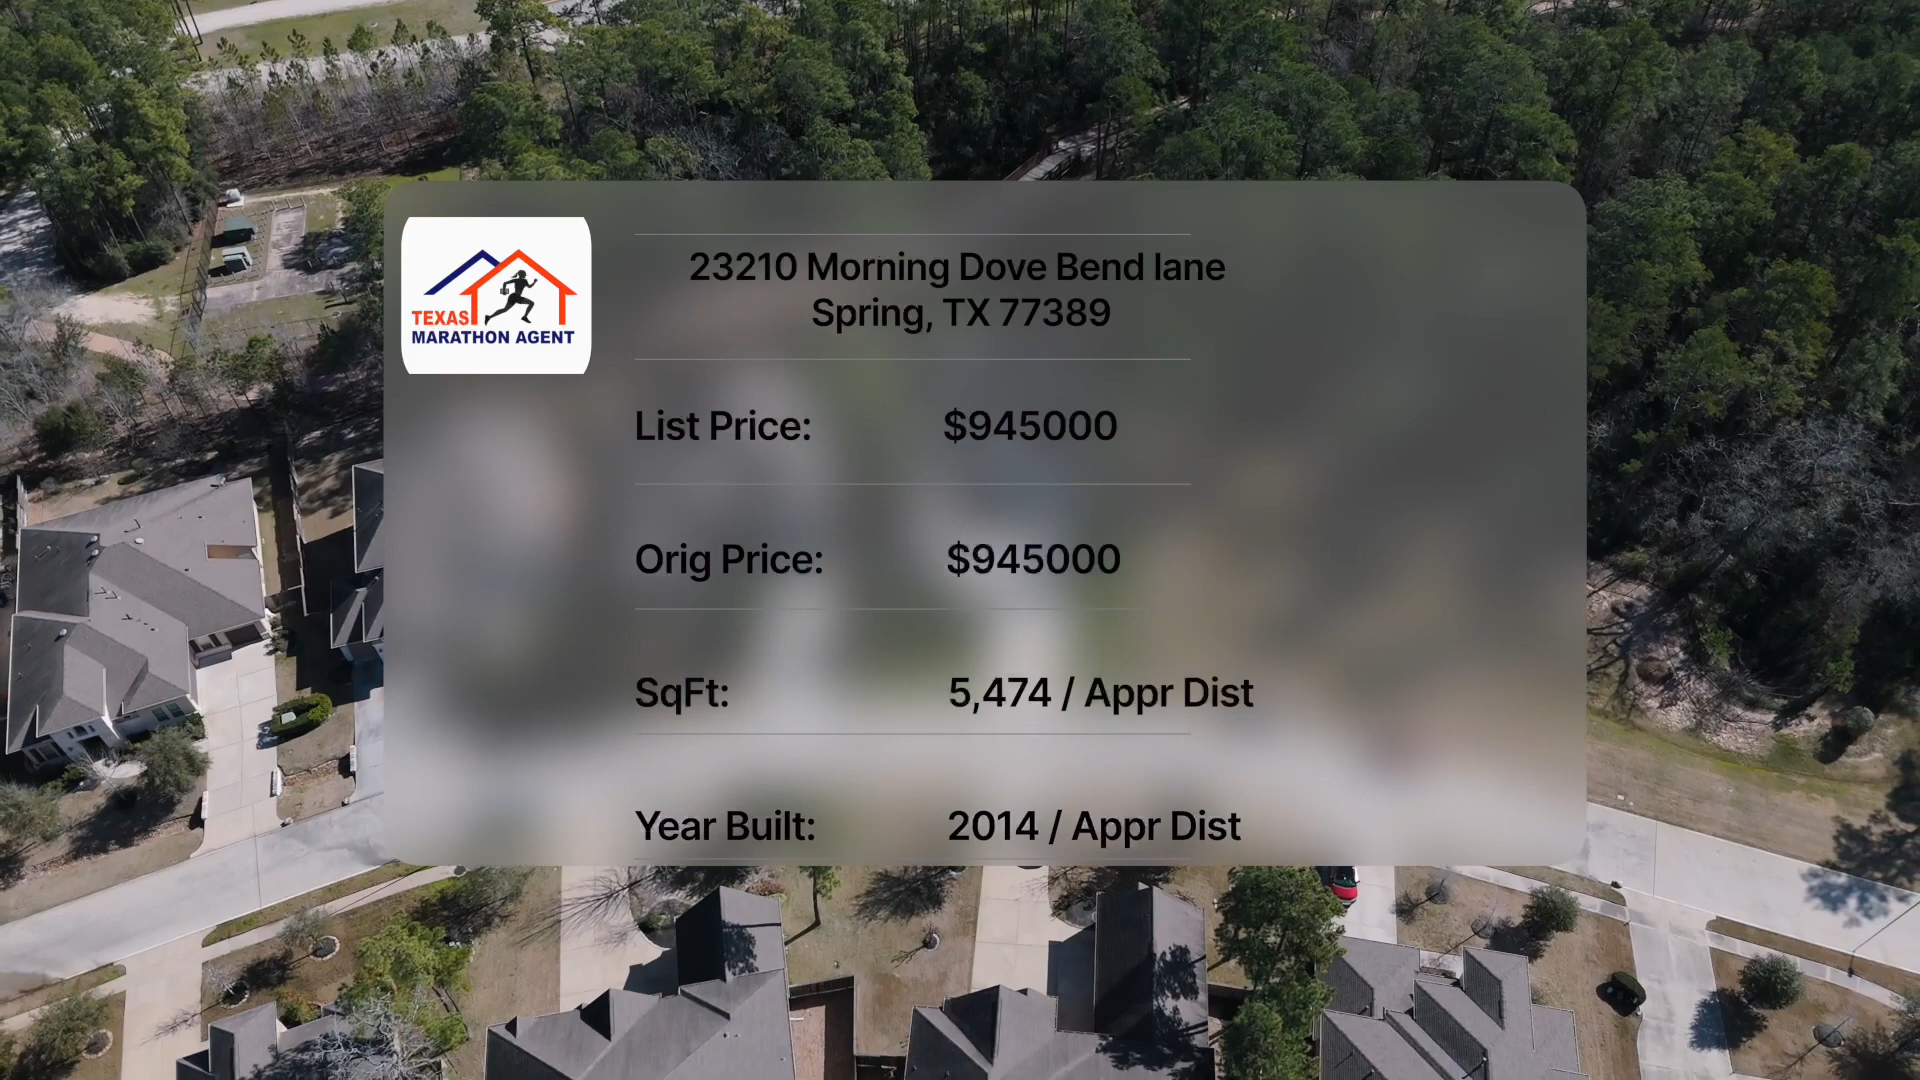 TEXAS
MARATHON AGENT
23210 Morning Dove Bend lane
Spring, TX 77389
List Price: $945000
Orig Price: $945000
SqFt: 5,474 / Appr Dist
Year Built: 2014 / Appr Dist